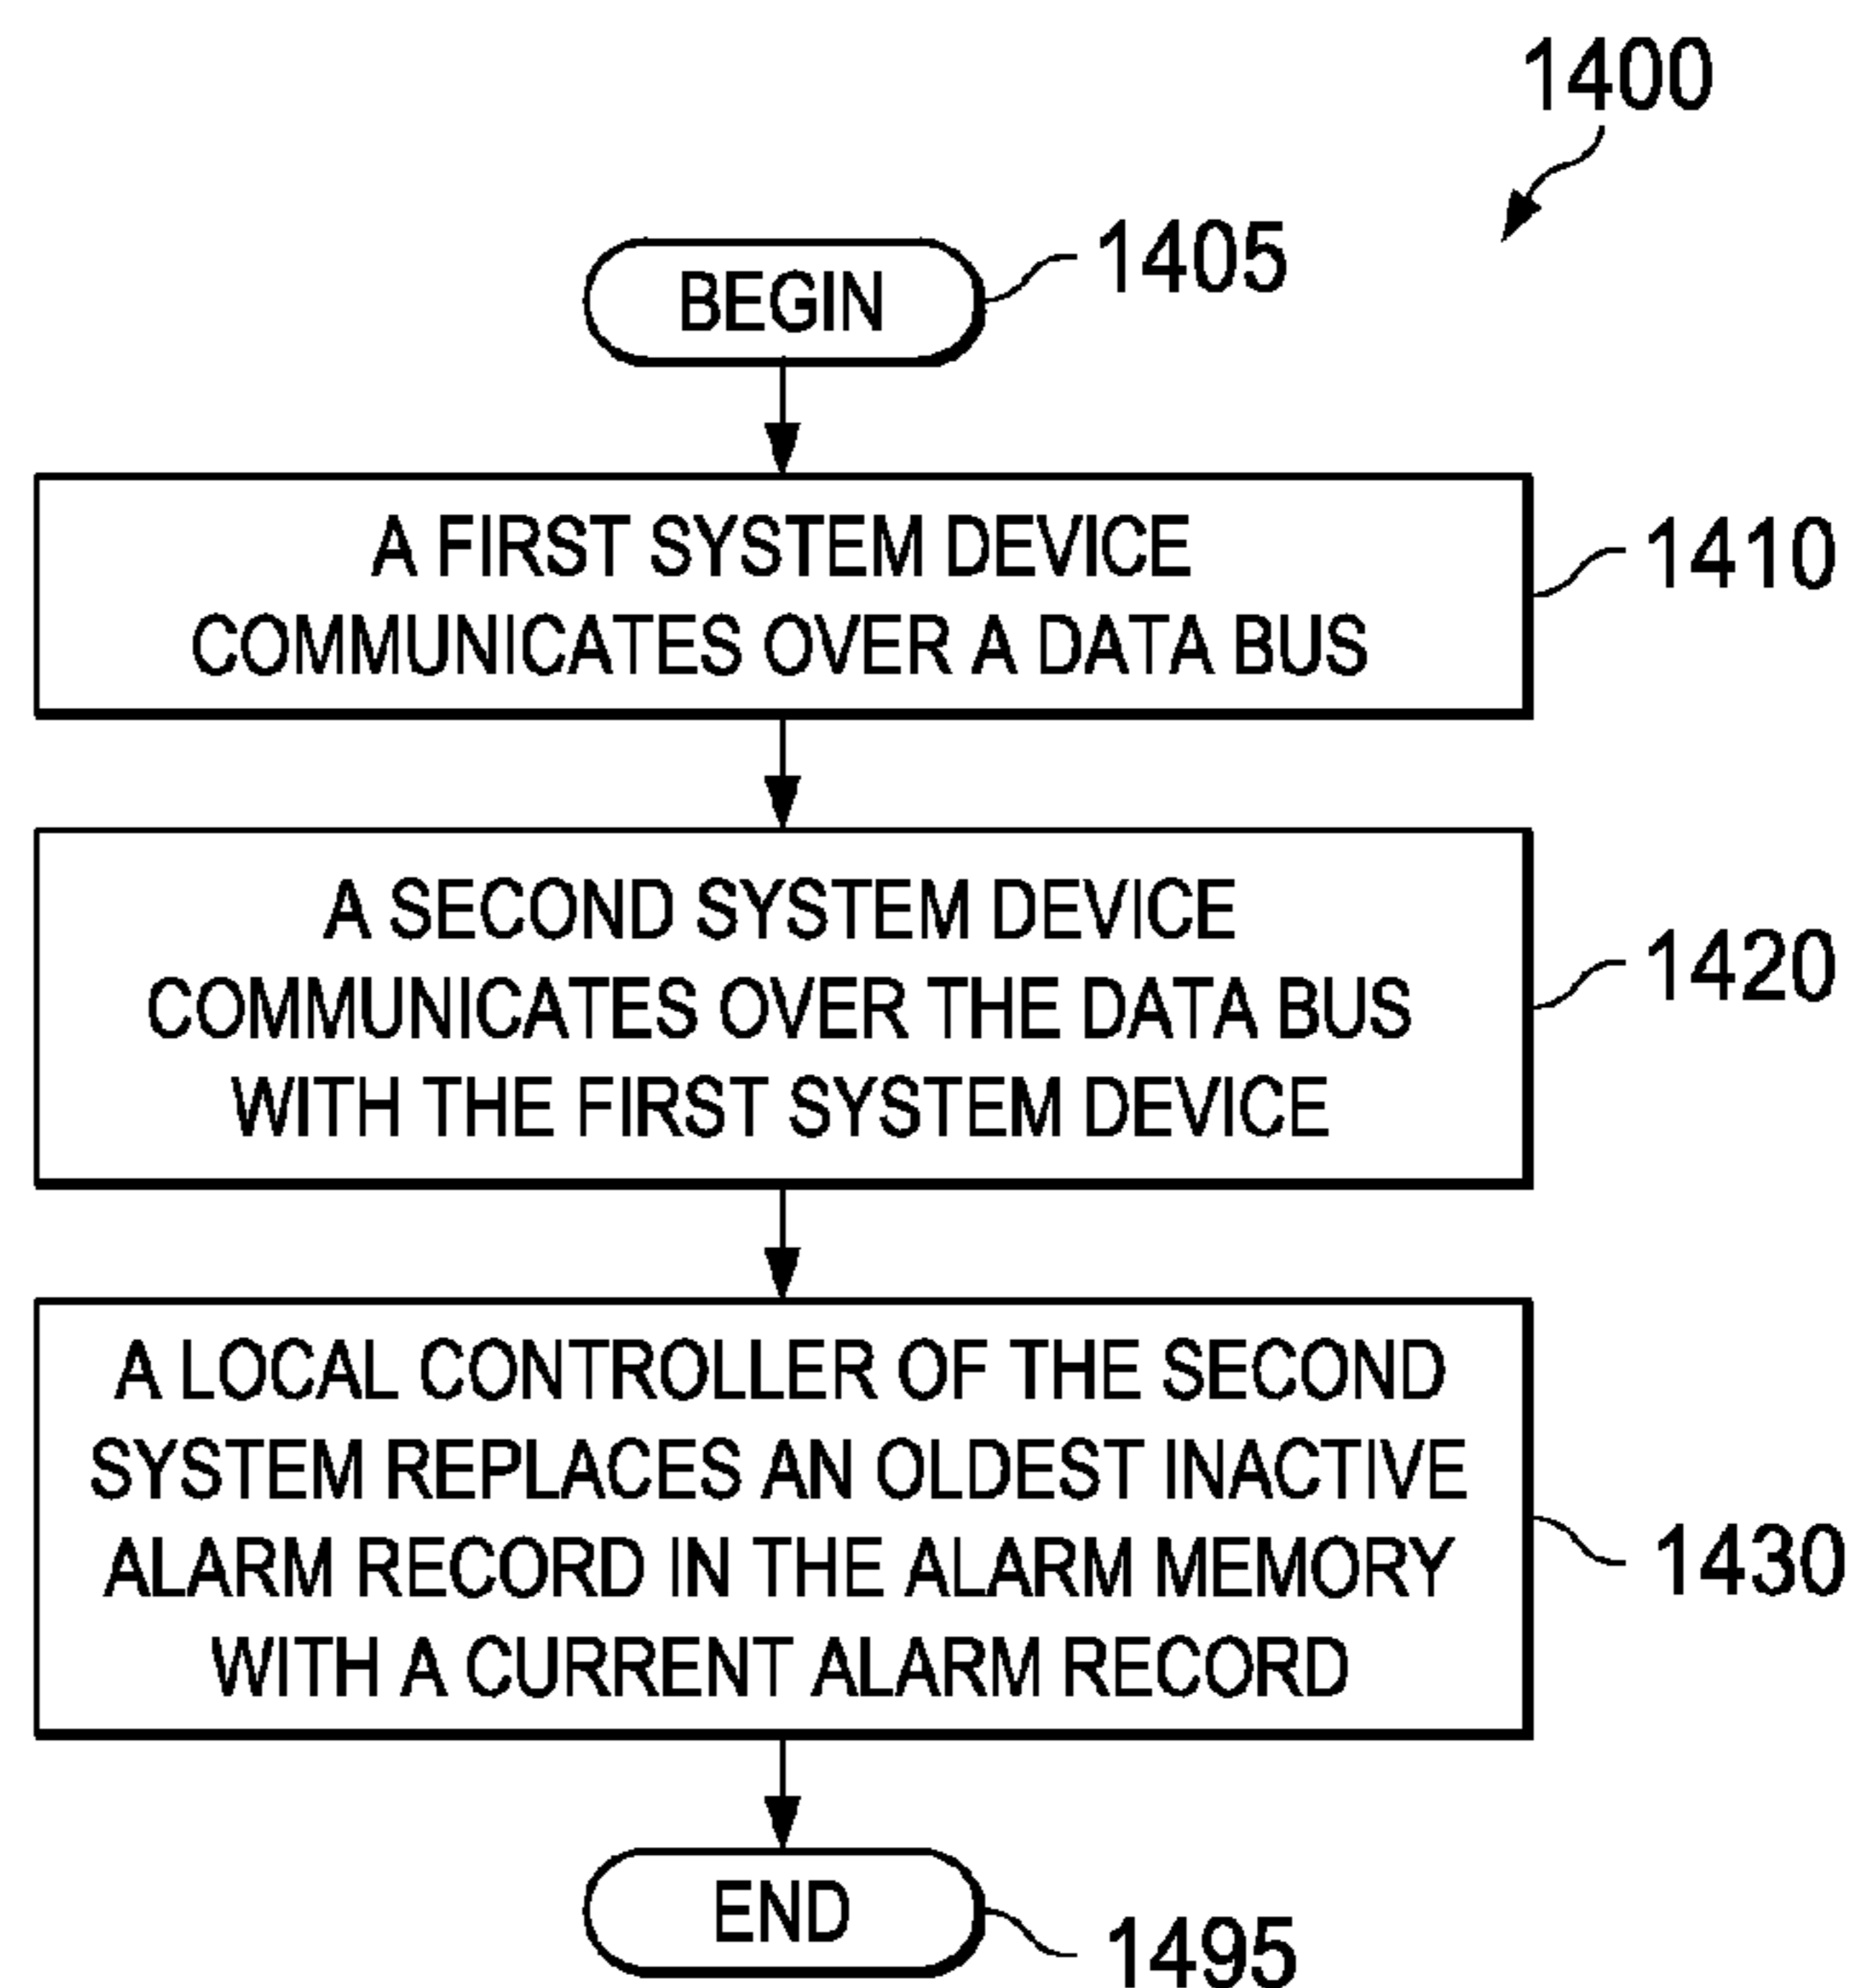 1400
BEGIN
1405
A FIRST SYSTEM DEVICE
COMMUNICATES OVER A DATA BUS
1410
A SECOND SYSTEM DEVICE
COMMUNICATES OVER THE DATA BUS
WITH THE FIRST SYSTEM DEVICE
1420
A LOCAL CONTROLLER OF THE SECOND
SYSTEM REPLACES AN OLDEST INACTIVE
ALARM RECORD IN THE ALARM MEMORY
WITH A CURRENT ALARM RECORD
1430
END
1495